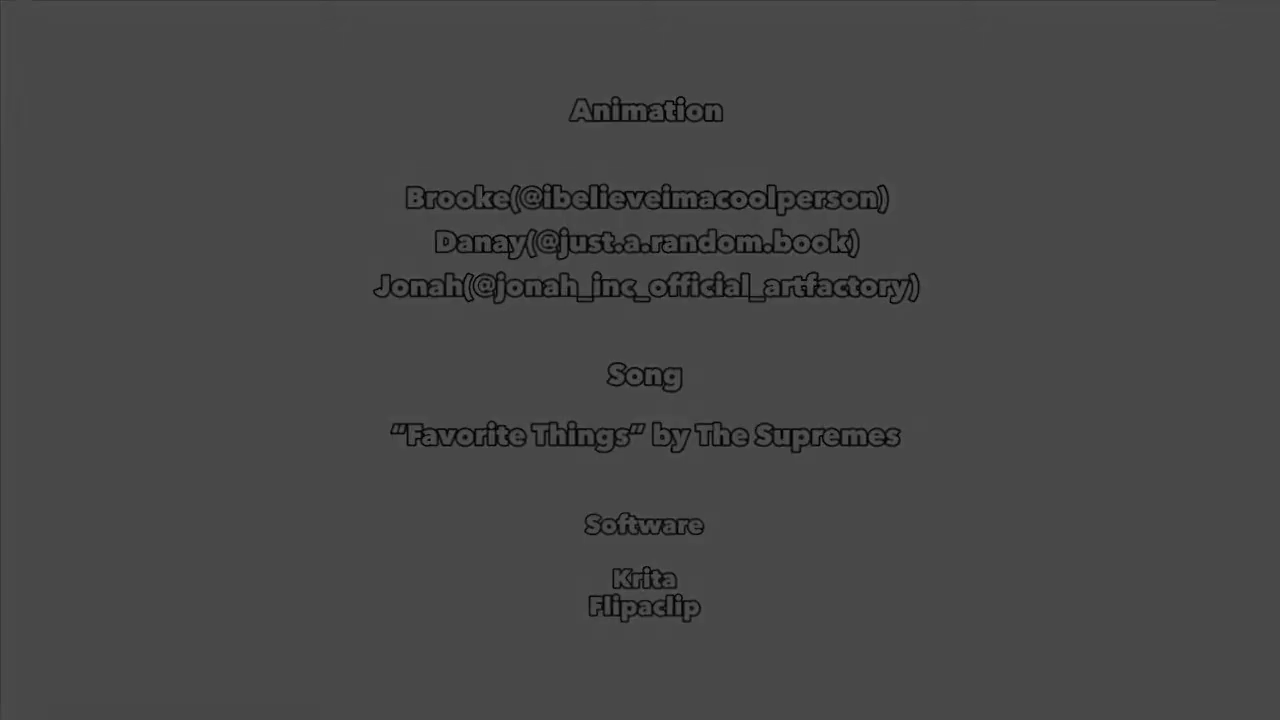 Animation
Brooke(@ibelieveimacoolperson)
Danay(@just.a.random.book)
Jonah(@jonah_inc_official_artfactory)
Song
“Favorite Things” by The Supremes
Software
Krita
Flipaclip